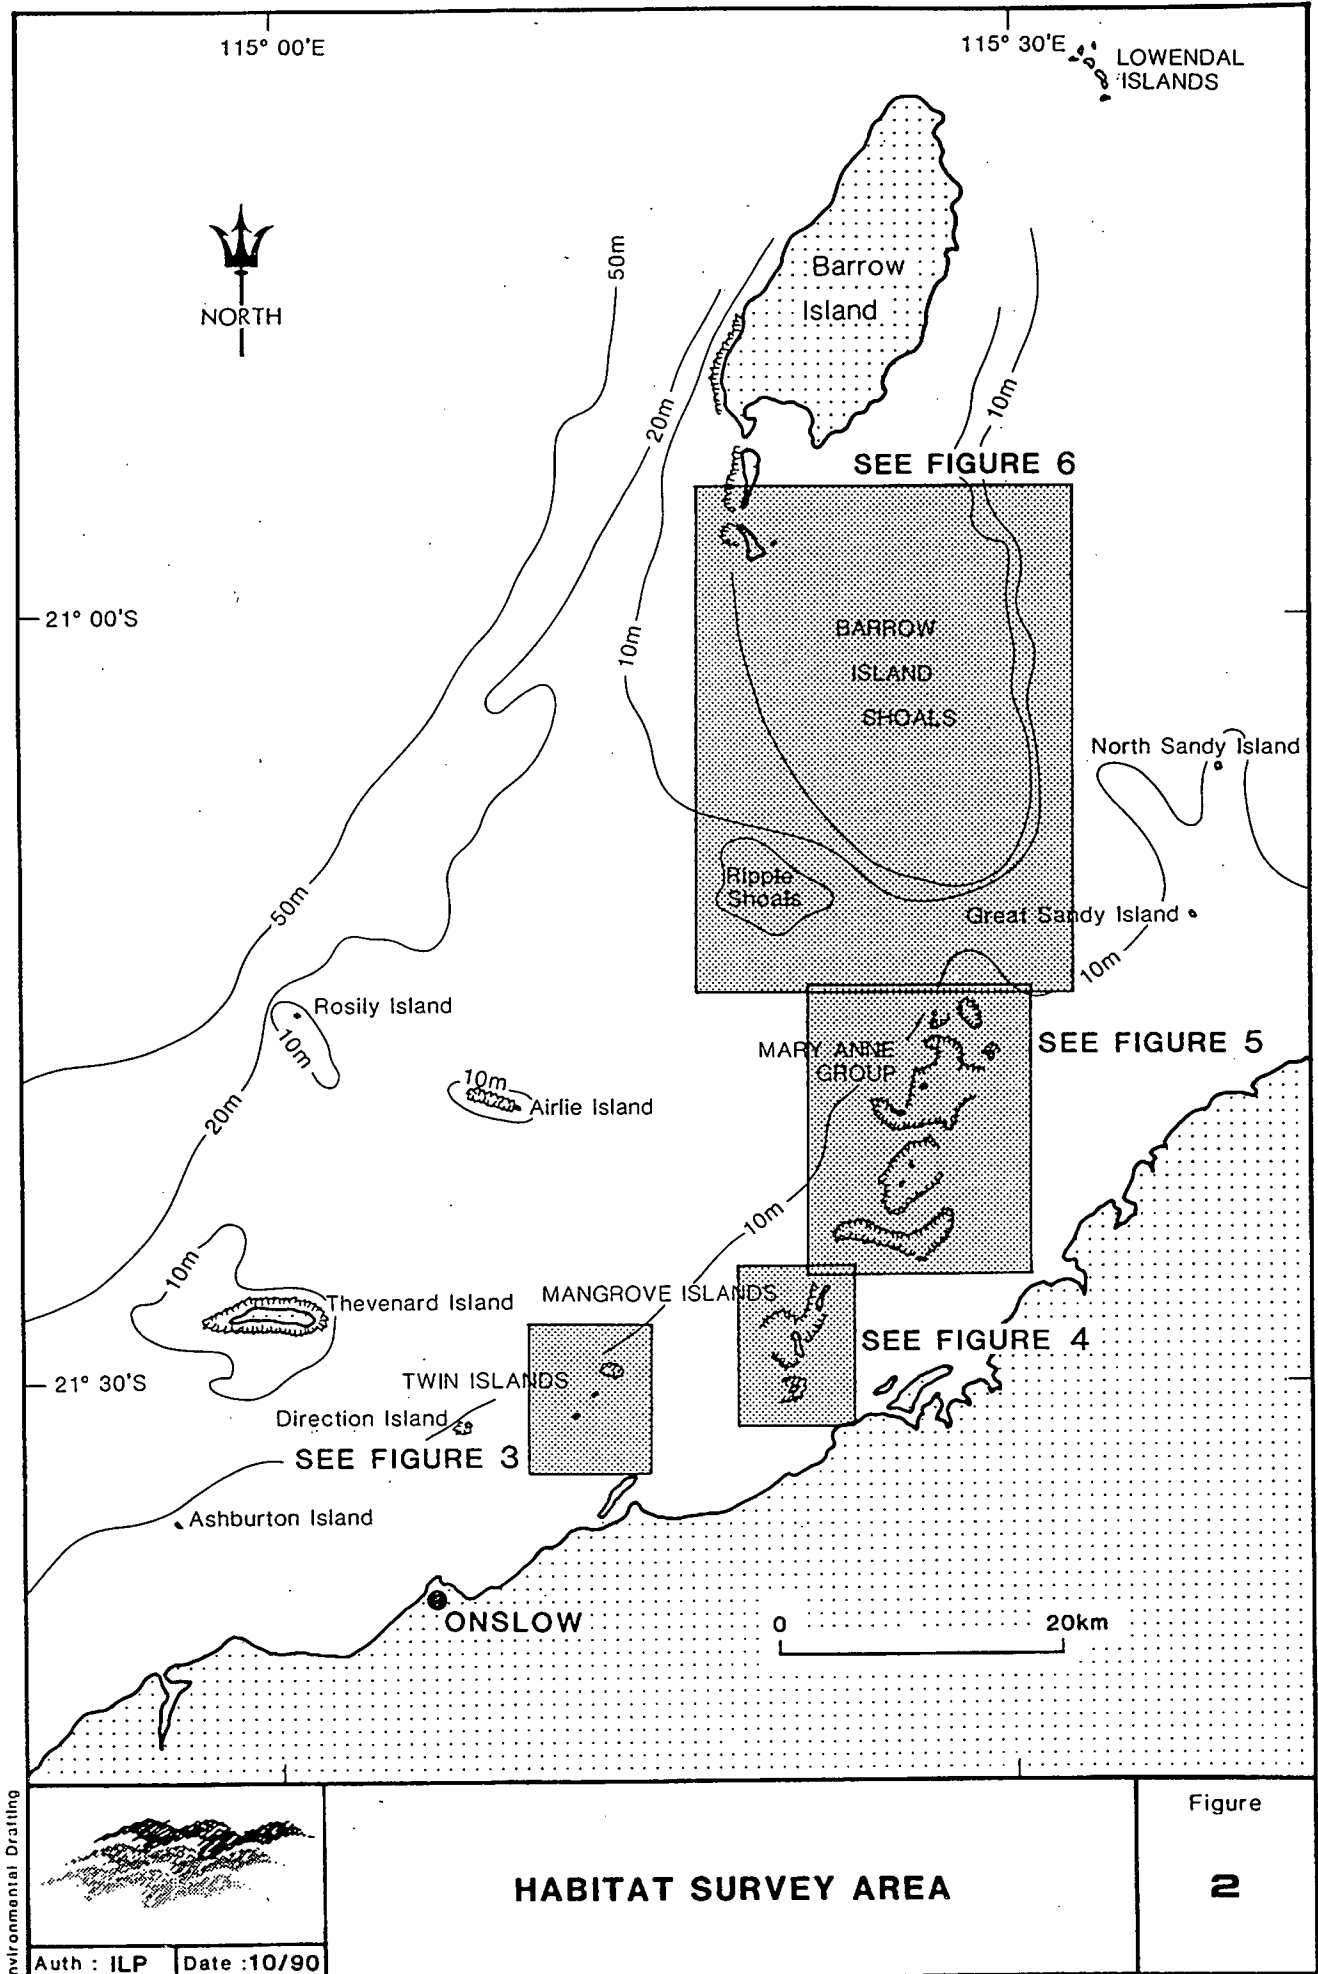 115° 00'E
115° 30'E
LOWENDAL
ISLANDS
NORTH
50m
Barrow
Island
20m
10m
SEE FIGURE 6
21° 00'S
10m
BARROW
ISLAND
SHOALS
North Sandy Island
50m
Ripple
Shoals
Great Sandy Island
10m
Rosily Island
10m
MARY ANNE
GROUP
SEE FIGURE 5
20m
10m
Airlie Island
10m
10m
Thevenard Island
MANGROVE ISLANDS
SEE FIGURE 4
21° 30'S
TWIN ISLANDS
Direction Island
SEE FIGURE 3
Ashburton Island
ONSLOW
0
20km
nvironmental Drafting
HABITAT SURVEY AREA
Figure
2
Auth : ILP
Date :10/90